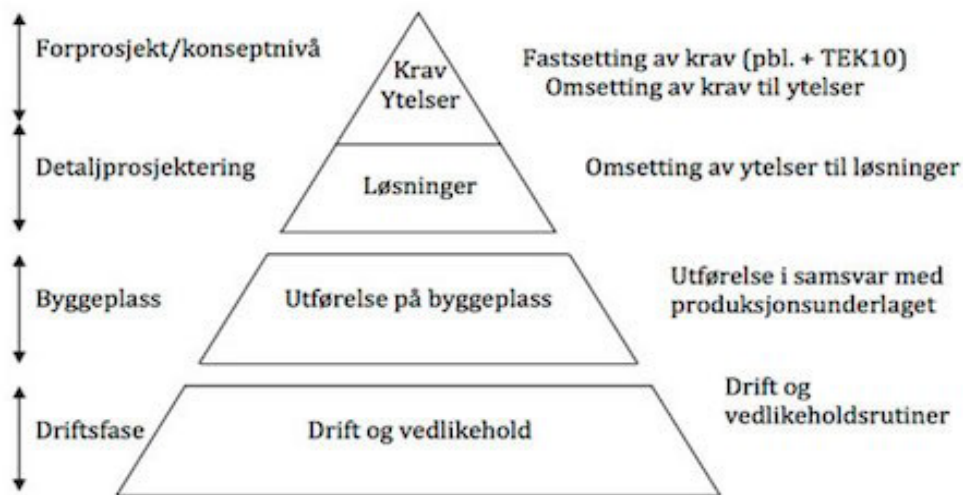 Forprosjekt/konseptnivå
Krav
Ytelser
Fastsetting av krav (pbl. + TEK10)
Omsetting av krav til ytelser
Detaljprosjektering
Løsninger
Omsetting av ytelser til løsninger
Byggeplass
Utførelse på byggeplass
Utførelse i samsvar med
produksjonsunderlaget
Driftsfase
Drift og vedlikehold
Drift og
vedlikeholdsrutiner